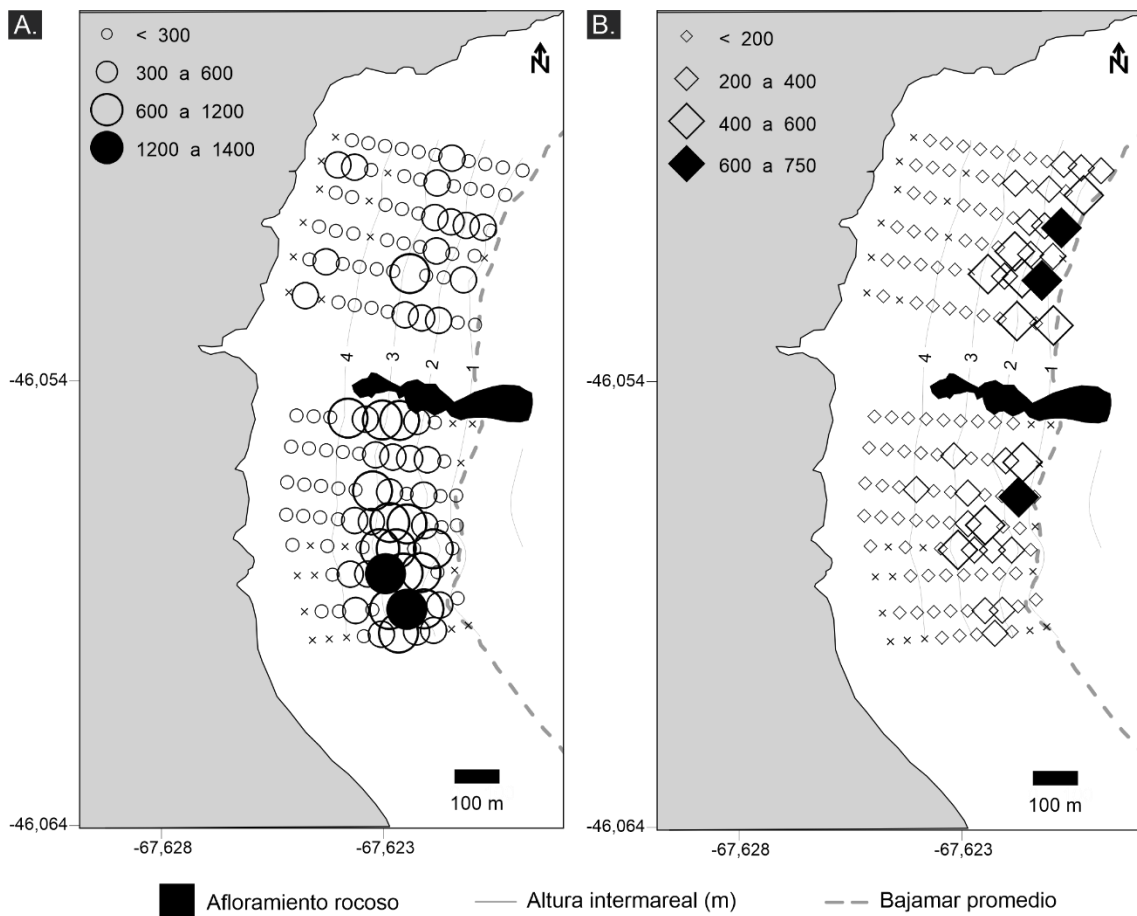 A.
< 300
300 a 600
600 a 1200
1200 a 1400
N
4
3
2
1
100 m
B.
< 200
200 a 400
400 a 600
600 a 750
N
4
3
2
1
100 m
-46,054
-46,064
-67,628
-67,623
-46,054
-46,064
-67,628
-67,623
Afloramiento rocoso
Altura intermareal (m)
Bajamar promedio